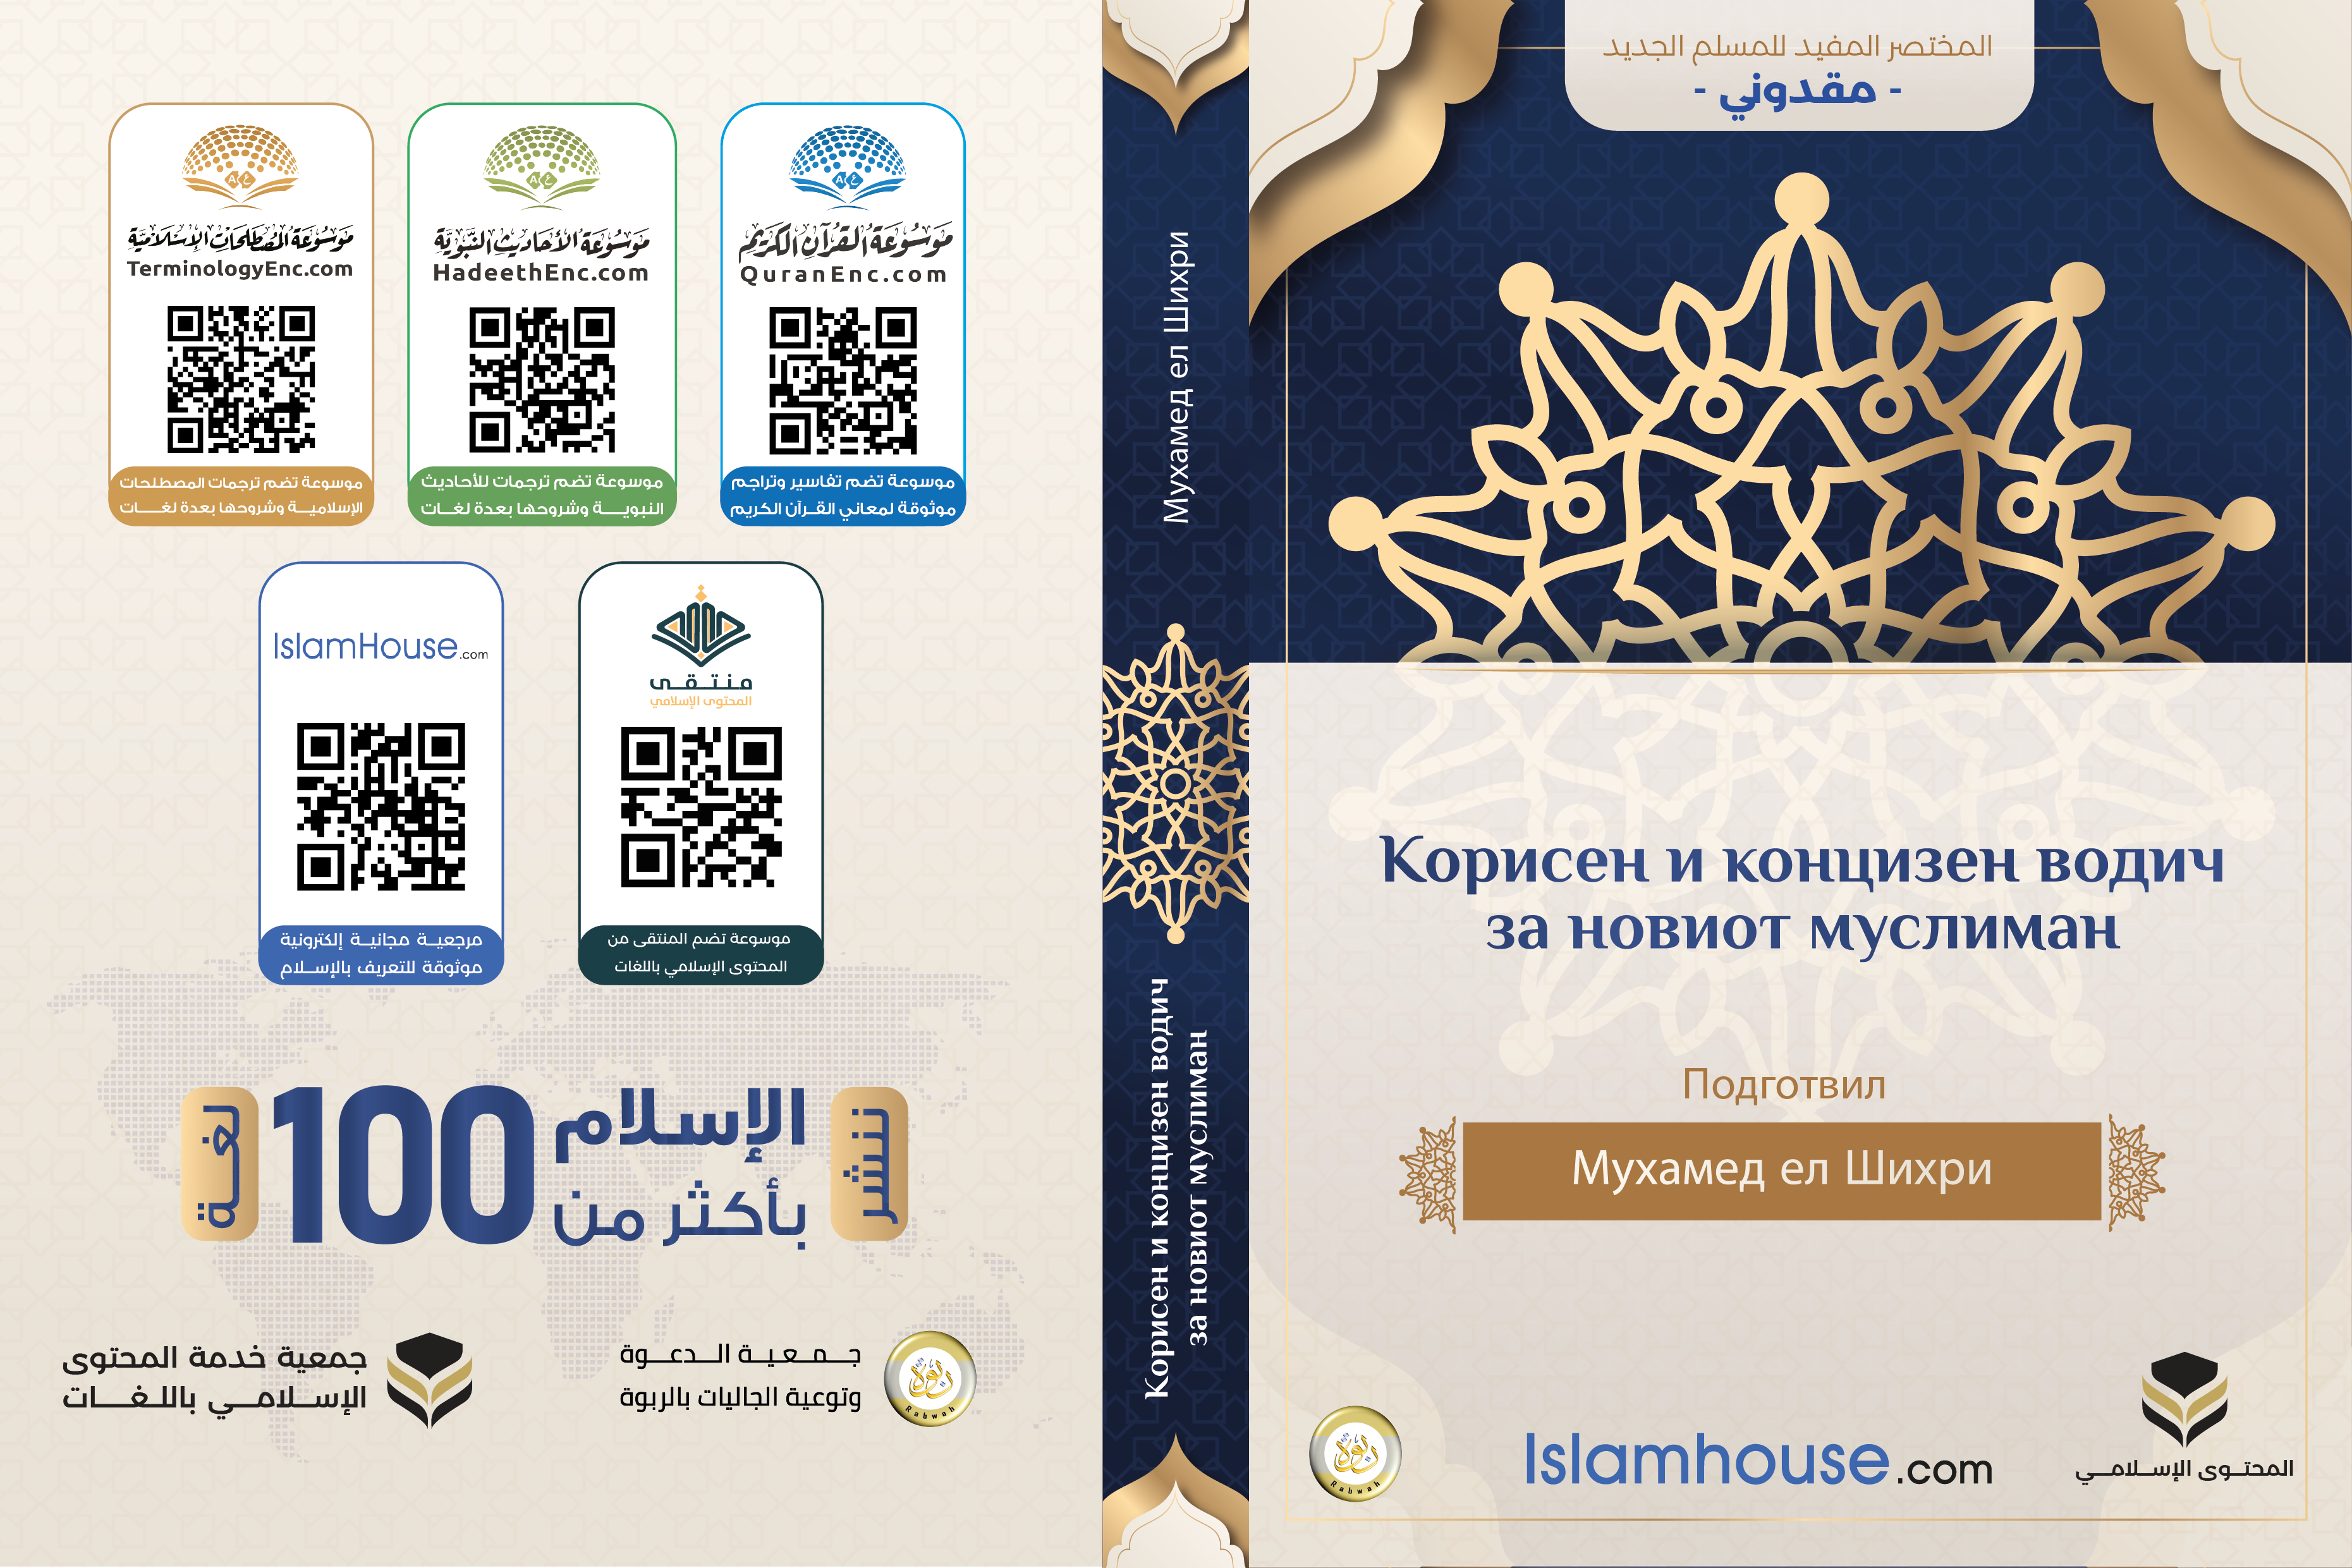 المختصر المفيد للمسلم الجديد
- مقدوني -
Корисен и концизен водич
за новиот муслиман
Подготвил
Мухамед ел Шихри
Rabwah
Islamhouse.com
المحتوى الإسلامي
Мухамед ел Шихри
Корисен и концизен водич
за новиот муслиман
موسوعة القرآن الكريم
QuranEnc.com
موسوعة تضم تفاسير وتراجم
موثوقة لمعاني القرآن الكريم
موسوعة الأحاديث النبوية
HadeethEnc.com
موسوعة تضم ترجمات للأحاديث
النبوية وشروحها بعدة لغات
موسوعة المصطلحات الإسلامية
TerminologyEnc.com
موسوعة تضم ترجمات المصطلحات
الإسلامية وشروحها بعدة لغات
منتقى
المحتوى الإسلامي
موسوعة تضم المنتقى من
المحتوى الإسلامي باللغات
IslamHouse.com
مرجعية مجانية إلكترونية
موثوقة للتعريف بالإسلام
ننشر
الإسلام
بأكثر من
100
لغة
جمعية الدعوة
وتوعية الجاليات بالربوة
Rabwah
جمعية خدمة المحتوى
الإسلامي باللغات